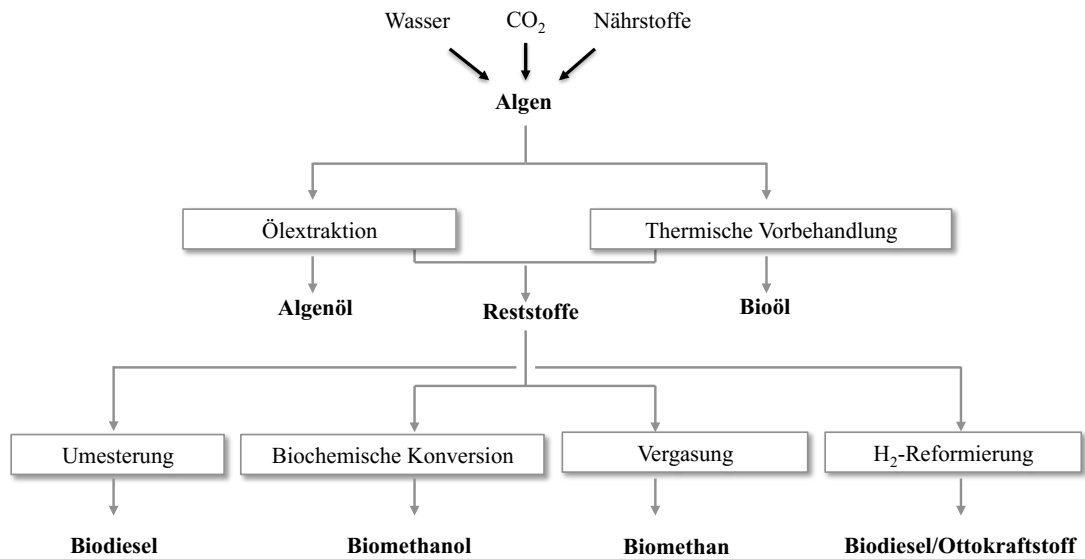 Wasser
CO₂
Nährstoffe
Algen
Ölextraktion
Thermische Vorbehandlung
Algenöl
Reststoffe
Bioöl
Umesterung
Biochemische Konversion
Vergasung
H₂-Reformierung
Biodiesel
Biomethanol
Biomethan
Biodiesel/Ottokraftstoff